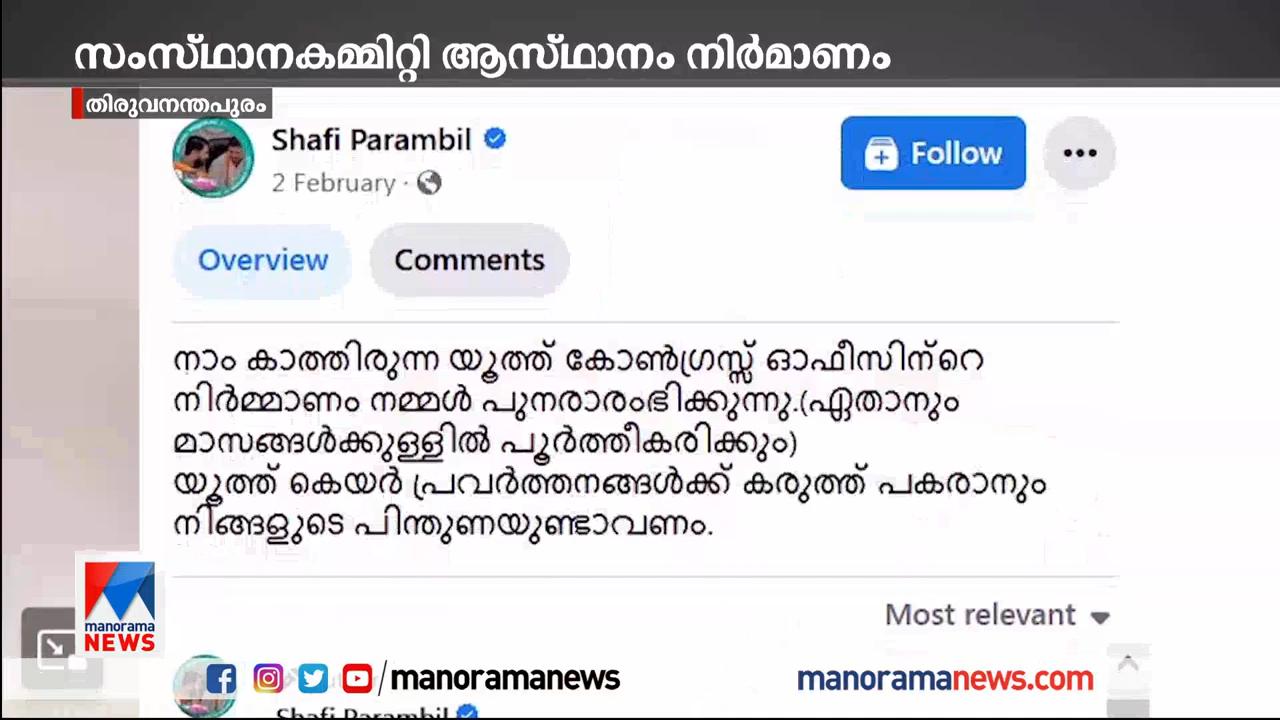 സംസ്ഥാനകമ്മിറ്റി ആസ്ഥാനം നിർമാണം
തിരുവനന്തപുരം
Shafi Parambil
Follow
2 February ·
Overview
Comments
നാം കാത്തിരുന്ന യൂത്ത് കോൺഗ്രസ്സ് ഓഫീസിന്റെ
നിർമ്മാണം നമ്മൾ പുനരാരംഭിക്കുന്നു.(ഏതാനും
മാസങ്ങൾക്കുള്ളിൽ പൂർത്തീകരിക്കും)
യൂത്ത് കെയർ പ്രവർത്തനങ്ങൾക്ക് കരുത്ത് പകരാനും
നിങ്ങളുടെ പിന്തുണയുണ്ടാവണം.
Most relevant
manorama
NEWS
/manoramanews
manoramanews.com
Shafi Parambil